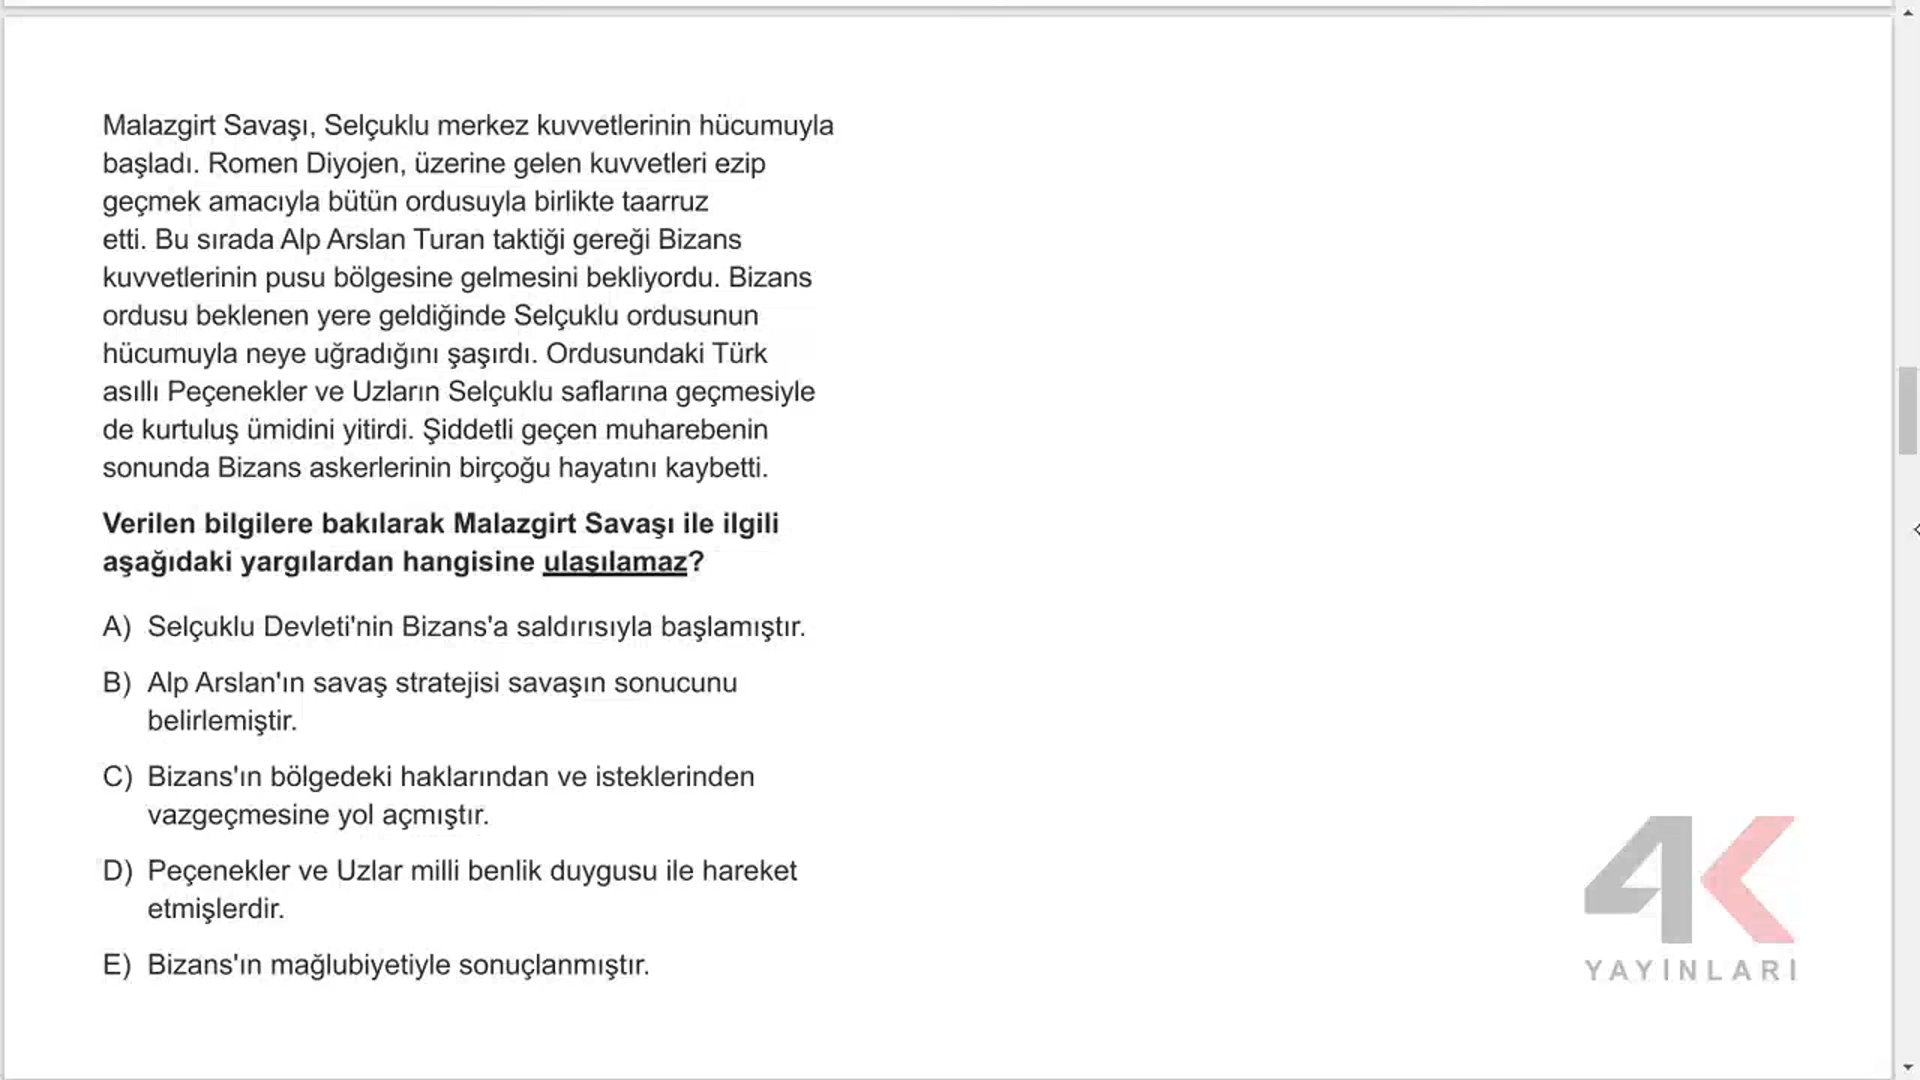 Malazgirt Savaşı, Selçuklu merkez kuvvetlerinin hücumuyla
başladı. Romen Diyojen, üzerine gelen kuvvetleri ezip
geçmek amacıyla bütün ordusuyla birlikte taarruz
etti. Bu sırada Alp Arslan Turan taktiği gereği Bizans
kuvvetlerinin pusu bölgesine gelmesini bekliyordu. Bizans
ordusu beklenen yere geldiğinde Selçuklu ordusunun
hücumuyla neye uğradığını şaşırdı. Ordusundaki Türk
asıllı Peçenekler ve Uzların Selçuklu saflarına geçmesiyle
de kurtuluş ümidini yitirdi. Şiddetli geçen muharebenin
sonunda Bizans askerlerinin birçoğu hayatını kaybetti.
Verilen bilgilere bakılarak Malazgirt Savaşı ile ilgili
aşağıdaki yargılardan hangisine ulaşılamaz?
A) Selçuklu Devleti'nin Bizans'a saldırısıyla başlamıştır.
B) Alp Arslan'ın savaş stratejisi savaşın sonucunu
belirlemiştir.
C) Bizans'ın bölgedeki haklarından ve isteklerinden
vazgeçmesine yol açmıştır.
D) Peçenekler ve Uzlar milli benlik duygusu ile hareket
etmişlerdir.
E) Bizans'ın mağlubiyetiyle sonuçlanmıştır.
4K
YAYINLARI